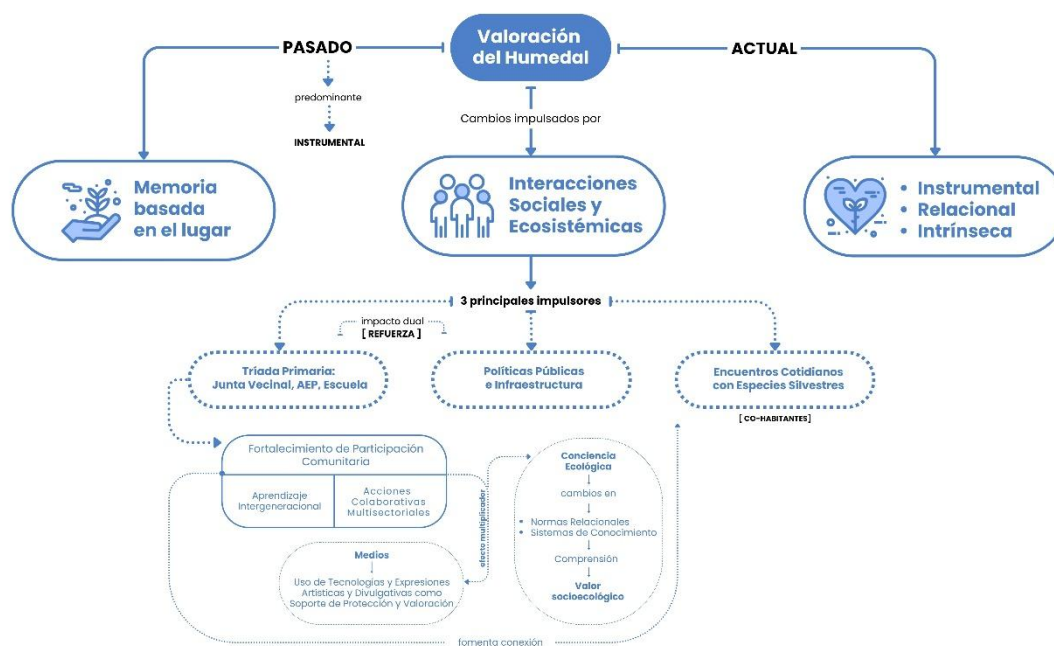 Valoración
del Humedal
PASADO
ACTUAL
predominante
INSTRUMENTAL
Cambios impulsados por
Memoria
basada
en el lugar
Interacciones
Sociales y
Ecosistémicas
• Instrumental
• Relacional
• Intrínseca
3 principales impulsores
impacto dual
[ REFUERZA ]
Tríada Primaria:
Junta Vecinal, AEP, Escuela
Políticas Públicas
e Infraestructura
Encuentros Cotidianos
con Especies Silvestres
[ CO-HABITANTES]
Fortalecimiento de Participación
Comunitaria
Aprendizaje
Intergeneracional
Acciones
Colaborativas
Multisectoriales
efecto multiplicador
Conciencia
Ecológica
cambios en
• Normas Relacionales
• Sistemas de Conocimiento
Comprensión
Valor
socioecológico
Medios
Uso de Tecnologías y Expresiones
Artísticas y Divulgativas como
Soporte de Protección y Valoración
fomenta conexión